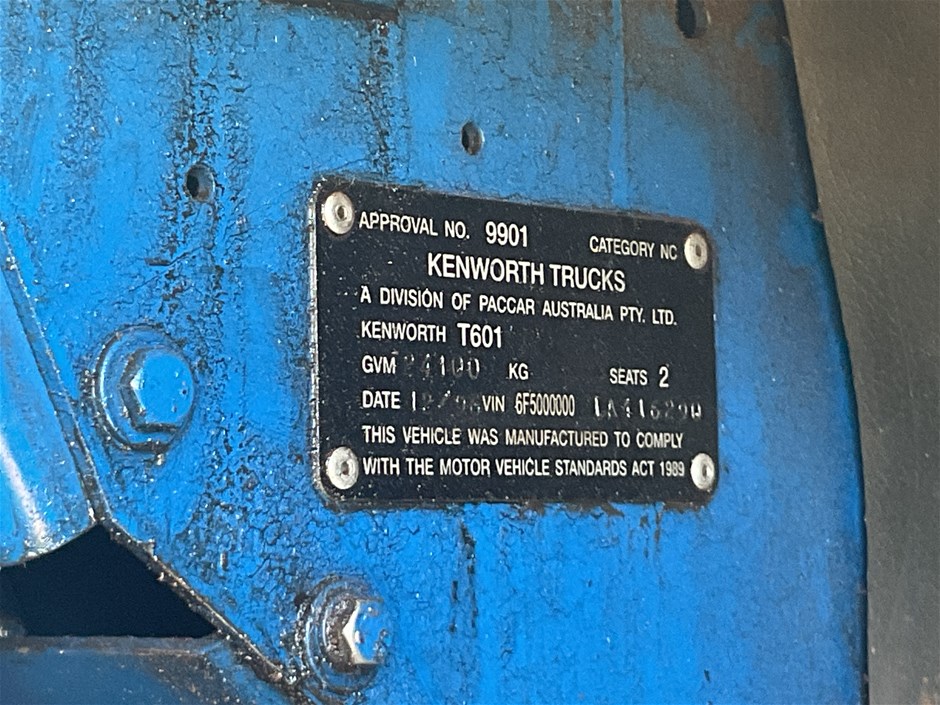 APPROVAL NO. 9901 CATEGORY NC
KENWORTH TRUCKS
A DIVISION OF PACCAR AUSTRALIA PTY. LTD.
KENWORTH T601
GVM 24100 KG SEATS 2
DATE VIN 6F5000000
THIS VEHICLE WAS MANUFACTURED TO COMPLY
WITH THE MOTOR VEHICLE STANDARDS ACT 1989